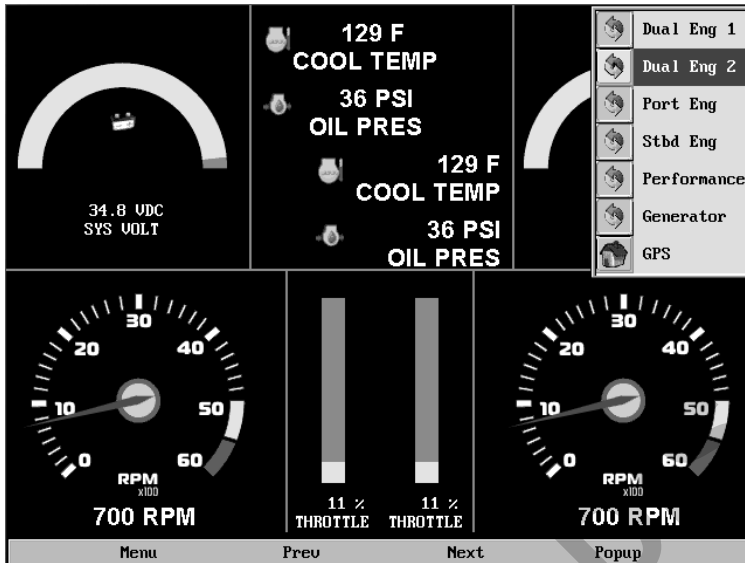 34.8 VDC
SYS VOLT
129 F
COOL TEMP
36 PSI
OIL PRES
129 F
COOL TEMP
36 PSI
OIL PRES
Dual Eng 1
Dual Eng 2
Port Eng
Stbd Eng
Performance
Generator
GPS
0
10
20
30
40
50
60
RPM
x100
700 RPM
11 %
THROTTLE
11 %
THROTTLE
0
10
20
30
40
50
60
RPM
x100
700 RPM
Menu
Prev
Next
Popup